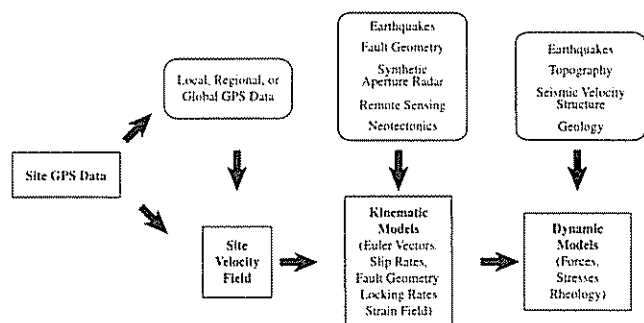 Site GPS Data
Local, Regional, or
Global GPS Data
Site
Velocity
Field
Earthquakes
Fault Geometry
Synthetic
Aperture Radar
Remote Sensing
Neotectonics
Kinematic
Models
(Euler Vectors,
Slip Rates,
Fault Geometry
Locking Rates
Strain Field)
Earthquakes
Topography
Seismic Velocity
Structure
Geology
Dynamic
Models
(Forces,
Stresses
Rheology)